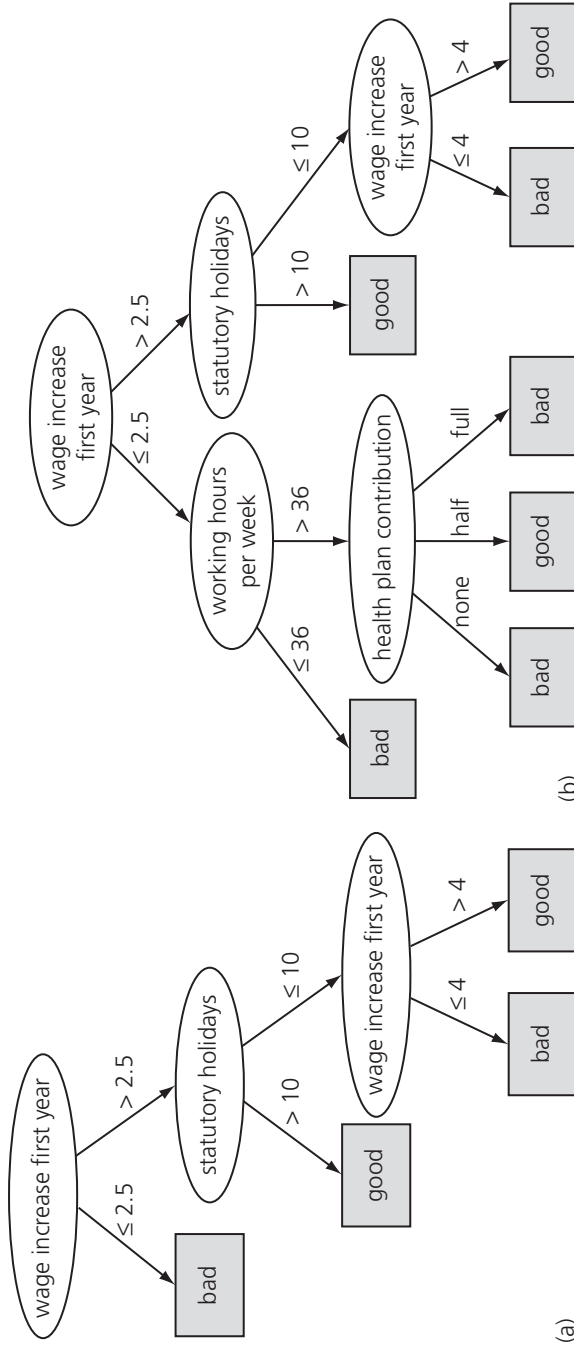 wage increase first year
≤ 2.5
> 2.5
bad
statutory holidays
> 10
≤ 10
good
wage increase first year
≤ 4
> 4
bad
good
(a)
wage increase
first year
≤ 2.5
> 2.5
working hours
per week
statutory holidays
≤ 36
> 36
> 10
≤ 10
bad
health plan contribution
good
wage increase
first year
none
half
full
≤ 4
> 4
bad
good
bad
bad
good
(b)